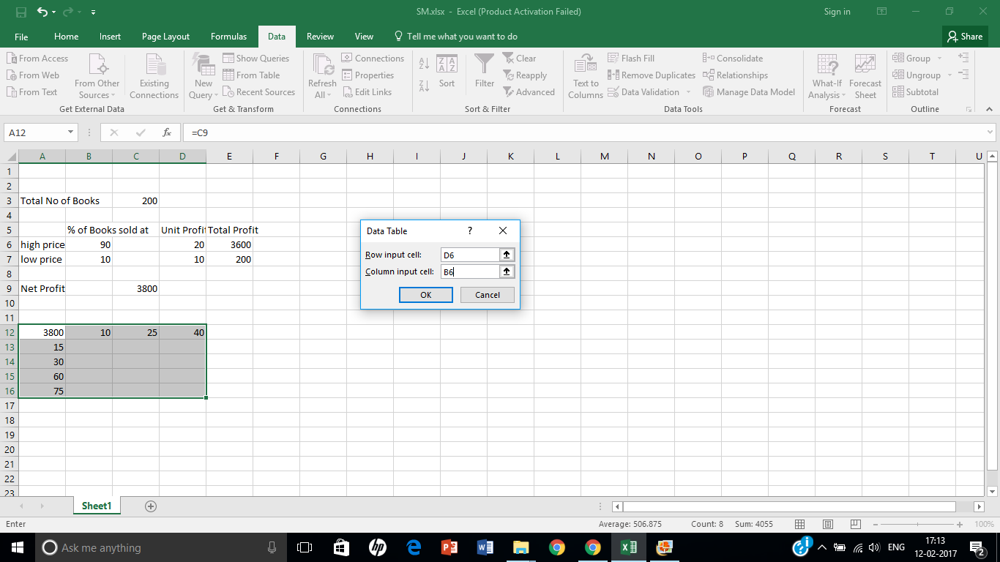 SM.xlsx - Excel (Product Activation Failed) Sign in
File Home Insert Page Layout Formulas Data Review View Tell me what you want to do Share
From Access
From Web
From Text
From Other Sources
Existing Connections
Get External Data
New Query
Show Queries
From Table
Recent Sources
Get & Transform
Refresh All
Connections
Properties
Edit Links
Connections
A Z
Z A
Z A A Z
Sort
Filter
Clear
Reapply
Advanced
Sort & Filter
Text to Columns
Flash Fill
Remove Duplicates
Data Validation
Consolidate
Relationships
Manage Data Model
Data Tools
What-If Analysis
Forecast Sheet
Forecast
Group
Ungroup
Subtotal
Outline
A12 fx =C9
A B C D E F G H I J K L M N O P Q R S T U
1
2
3 Total No of Books 200
4
5 % of Books sold at Unit Profit Total Profit
6 high price 90 20 3600
7 low price 10 10 200
8
9 Net Profit 3800
10
11
12 3800 10 25 40
13 15
14 30
15 60
16 75
17
18
19
20
21
22
23
Data Table ?
Row input cell: D6
Column input cell: B6
OK Cancel
Sheet1
Enter Average: 506.875 Count: 8 Sum: 4055 100%
Ask me anything ENG 17:13
12-02-2017 2